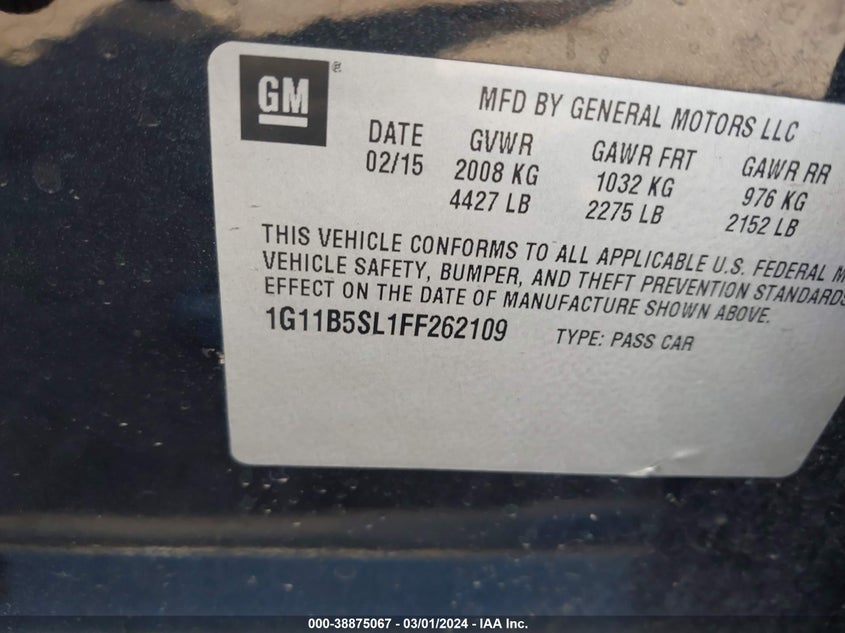 GM ®
MFD BY GENERAL MOTORS LLC
DATE GVWR GAWR FRT GAWR RR
02/15 2008 KG 1032 KG 976 KG
4427 LB 2275 LB 2152 LB
THIS VEHICLE CONFORMS TO ALL APPLICABLE U.S. FEDERAL M
VEHICLE SAFETY, BUMPER, AND THEFT PREVENTION STANDARDS
EFFECT ON THE DATE OF MANUFACTURE SHOWN ABOVE.
1G11B5SL1FF262109 TYPE: PASS CAR
000-38875067 - 03/01/2024 - IAA Inc.